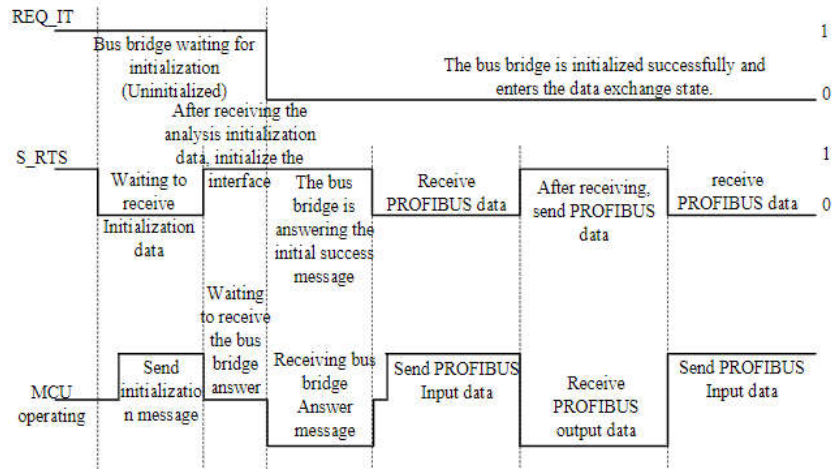 REQ_IT
1
Bus bridge waiting for
initialization
(Uninitialized)
The bus bridge is initialized successfully and
enters the data exchange state.
0
After receiving the
analysis initialization
data, initialize the
interface
S_RTS
1
Waiting to
receive
Initialization
data
The bus
bridge is
answering the
initial success
message
Receive
PROFIBUS data
After receiving,
send PROFIBUS
data
receive
PROFIBUS data
0
Waiting
to receive
the bus
bridge
answer
MCU
operating
Send
initializatio
n message
Receiving bus
bridge
Answer
message
Send PROFIBUS
Input data
Receive
PROFIBUS
output data
Send PROFIBUS
Input data